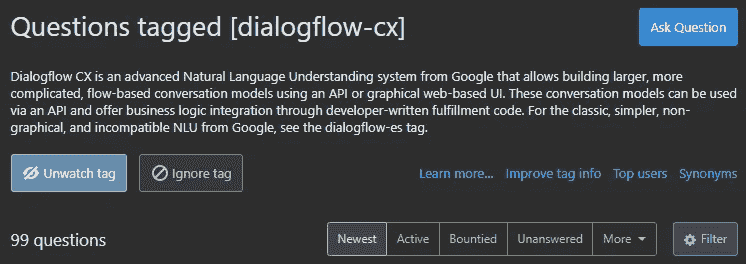 Questions tagged [dialogflow-cx]
Ask Question
Dialogflow CX is an advanced Natural Language Understanding system from Google that allows building larger, more
complicated, flow-based conversation models using an API or graphical web-based UI. These conversation models can be used
via an API and offer business logic integration through developer-written fulfillment code. For the classic, simpler, non-
graphical, and incompatible NLU from Google, see the dialogflow-es tag.
Unwatch tag
Ignore tag
Learn more...
Improve tag info
Top users
Synonyms
99 questions
Newest
Active
Bountied
Unanswered
More
Filter